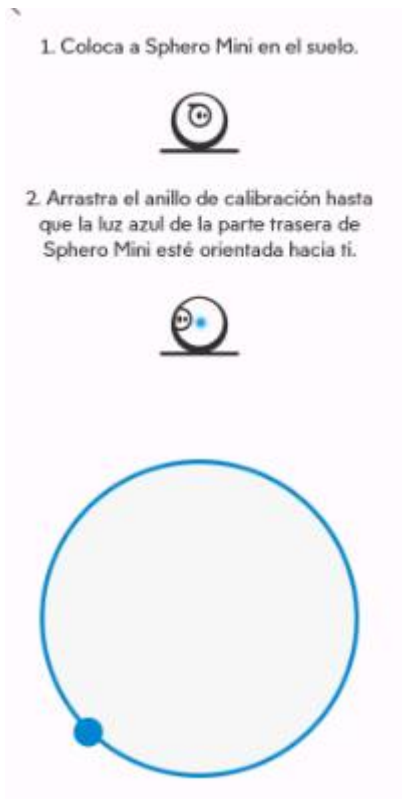 1. Coloca a Sphero Mini en el suelo.
2. Arrastra el anillo de calibración hasta
que la luz azul de la parte trasera de
Sphero Mini esté orientada hacia ti.